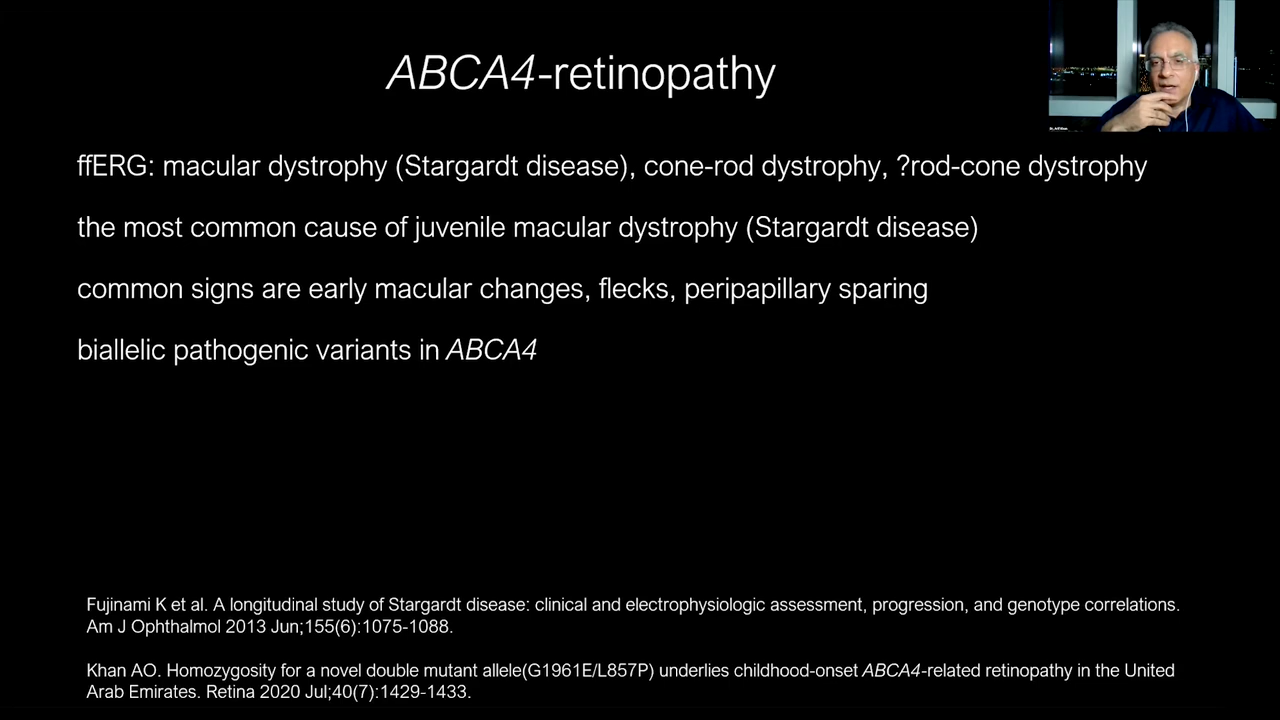 ABCA4-retinopathy
ffERG: macular dystrophy (Stargardt disease), cone-rod dystrophy, ?rod-cone dystrophy
the most common cause of juvenile macular dystrophy (Stargardt disease)
common signs are early macular changes, flecks, peripapillary sparing
biallelic pathogenic variants in ABCA4
Fujinami K et al. A longitudinal study of Stargardt disease: clinical and electrophysiologic assessment, progression, and genotype correlations.
Am J Ophthalmol 2013 Jun;155(6):1075-1088.
Khan AO. Homozygosity for a novel double mutant allele(G1961E/L857P) underlies childhood-onset ABCA4-related retinopathy in the United
Arab Emirates. Retina 2020 Jul;40(7):1429-1433.